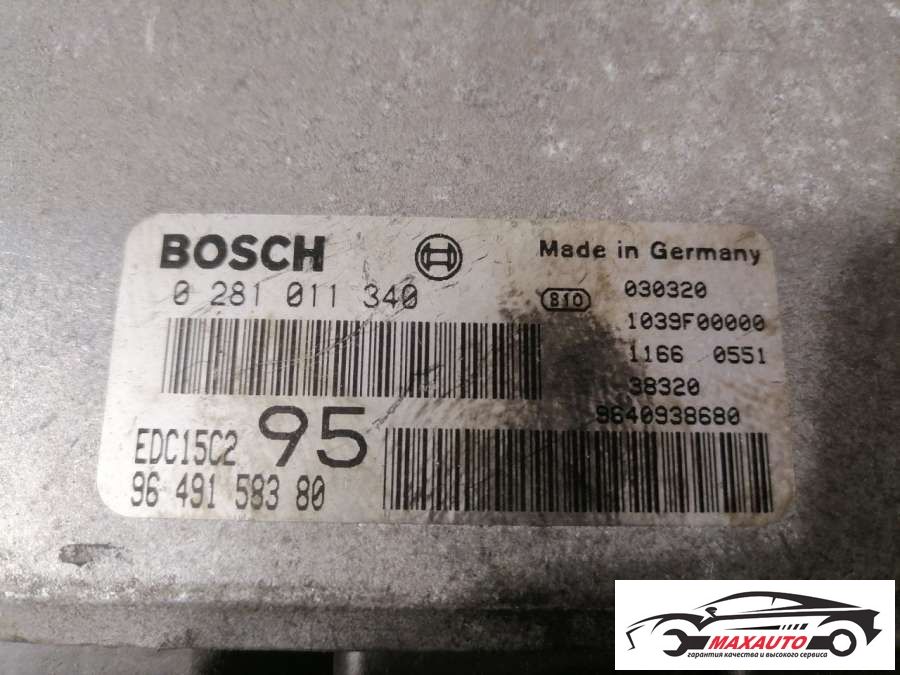 BOSCH
Made in Germany
0 281 011 340
810
030320
1039F00000
1166 0551
38320
9640938680
EDC15C2 95
96 491 583 80
MAXAUTO
гарантия качества и высокого сервиса